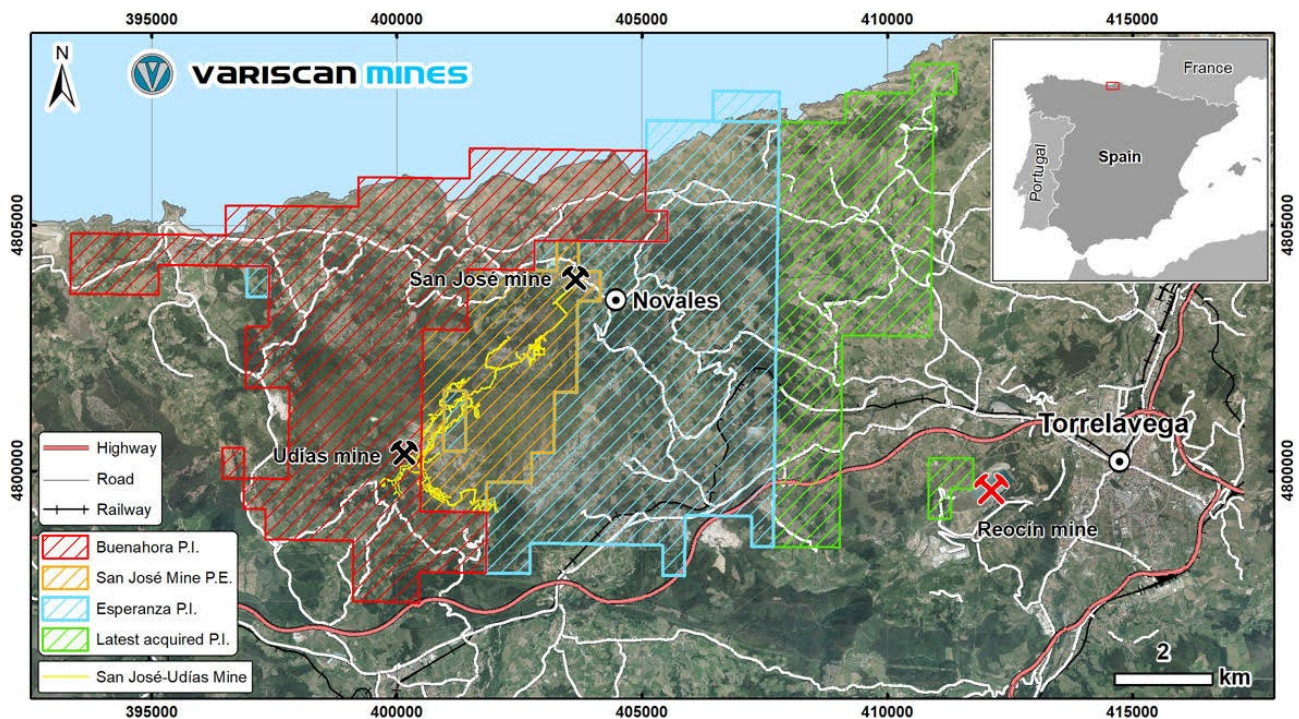 395000
400000
405000
410000
415000
N
V
VARISCAN MINES
France
Portugal
Spain
4805000
4805000
San José mine
Novales
Torrelavega
Udías mine
4800000
4800000
Reocín mine
Highway
Road
Railway
Buenahora P.I.
San José Mine P.E.
Esperanza P.I.
Latest acquired P.I.
San José-Udías Mine
2
km
395000
400000
405000
410000
415000